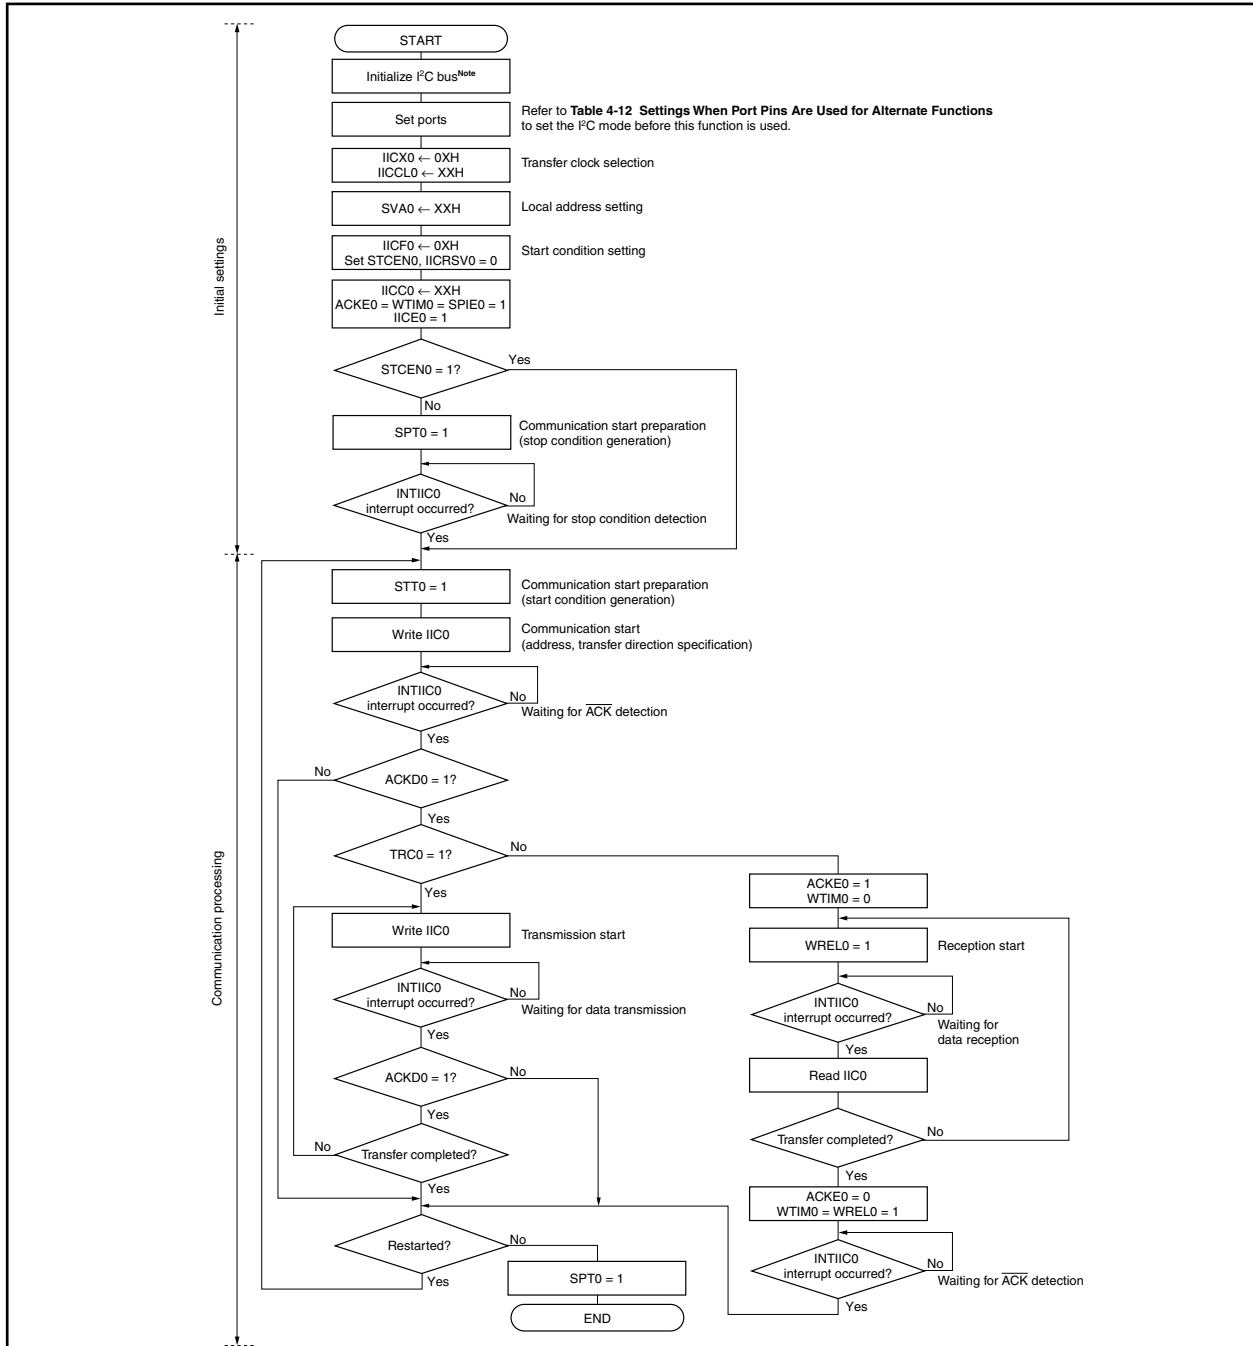 START
Initialize I²C bus Note
Set ports
Refer to Table 4-12 Settings When Port Pins Are Used for Alternate Functions
to set the I²C mode before this function is used.
IICX0 ← 0XH
IICCL0 ← XXH
Transfer clock selection
SVA0 ← XXH
Local address setting
IICF0 ← 0XH
Set STCEN0, IICRSV0 = 0
Start condition setting
IICC0 ← XXH
ACKE0 = WTIM0 = SPIE0 = 1
IICE0 = 1
Initial settings
STCEN0 = 1?
Yes
No
SPT0 = 1
Communication start preparation
(stop condition generation)
INTIIC0
interrupt occurred?
No
Waiting for stop condition detection
Yes
STT0 = 1
Communication start preparation
(start condition generation)
Write IIC0
Communication start
(address, transfer direction specification)
INTIIC0
interrupt occurred?
No
Waiting for A̅C̅K̅ detection
Yes
ACKD0 = 1?
No
Yes
TRC0 = 1?
No
Yes
Communication processing
Write IIC0
Transmission start
INTIIC0
interrupt occurred?
No
Waiting for data transmission
Yes
ACKD0 = 1?
No
Yes
Transfer completed?
No
Yes
ACKE0 = 1
WTIM0 = 0
WREL0 = 1
Reception start
INTIIC0
interrupt occurred?
No
Waiting for
data reception
Yes
Read IIC0
Transfer completed?
No
Yes
ACKE0 = 0
WTIM0 = WREL0 = 1
INTIIC0
interrupt occurred?
No
Waiting for A̅C̅K̅ detection
Yes
Restarted?
No
Yes
SPT0 = 1
END